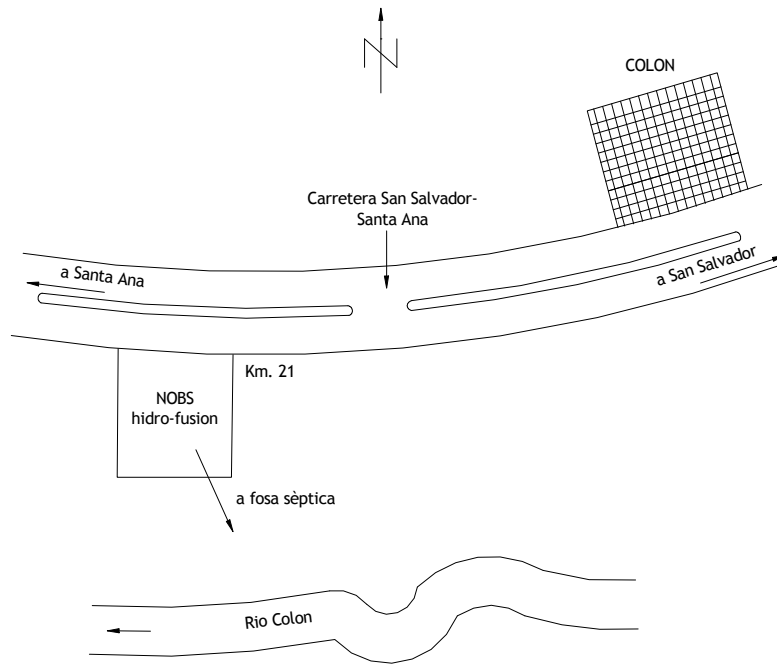 COLON
Carretera San Salvador-
Santa Ana
a Santa Ana
a San Salvador
Km. 21
NOBS
hidro-fusion
a fosa sèptica
Rio Colon